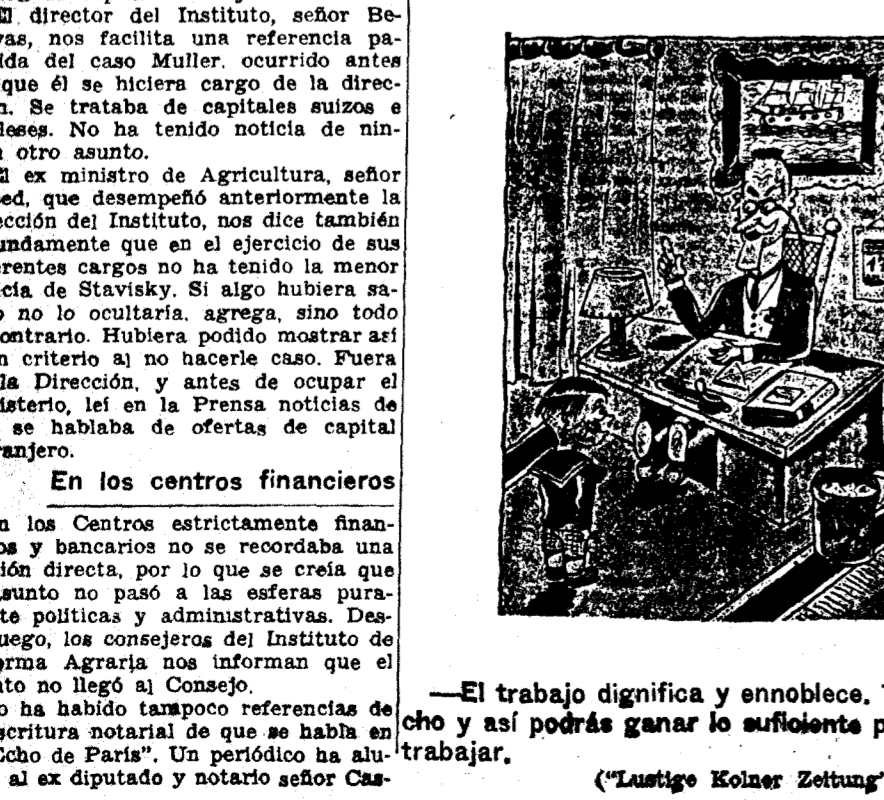 El director del Instituto, señor Be-
vas, nos facilita una referencia pa-
ida del caso Muller, ocurrido antes
que él se hiciera cargo de la direc-
n. Se trataba de capitales suizos e
leses. No ha tenido noticia de nin-
n otro asunto.
El ex ministro de Agricultura, señor
ed, que desempeñó anteriormente la
ección del Instituto, nos dice también
undamente que en el ejercicio de sus
erentes cargos no ha tenido la menor
cia de Stavisky. Si algo hubiera sa-
o no lo ocultaría, agrega, sino todo
ontrario. Hubiera podido mostrar así
n criterio al no hacerle caso. Fuera
la Dirección, y antes de ocupar el
isterio, leí en la Prensa noticias de
se hablaba de ofertas de capital
ranjero.
En los centros financieros
n los Centros estrictamente finan-
os y bancarios no se recordaba una
ión directa, por lo que se creía que
asunto no pasó a las esferas pura-
te políticas y administrativas. Des-
uego, los consejeros del Instituto de
orma Agraria nos informan que el
nto no llegó al Consejo.
o ha habido tampoco referencias de
scritura notarial de que se habla en
Echo de París". Un periódico ha alu-
al ex diputado y notario señor Cas-
—El trabajo dignifica y ennoblece.
cho y así podrás ganar lo suficiente p
trabajar.
("Lustige Kolner Zeitung"